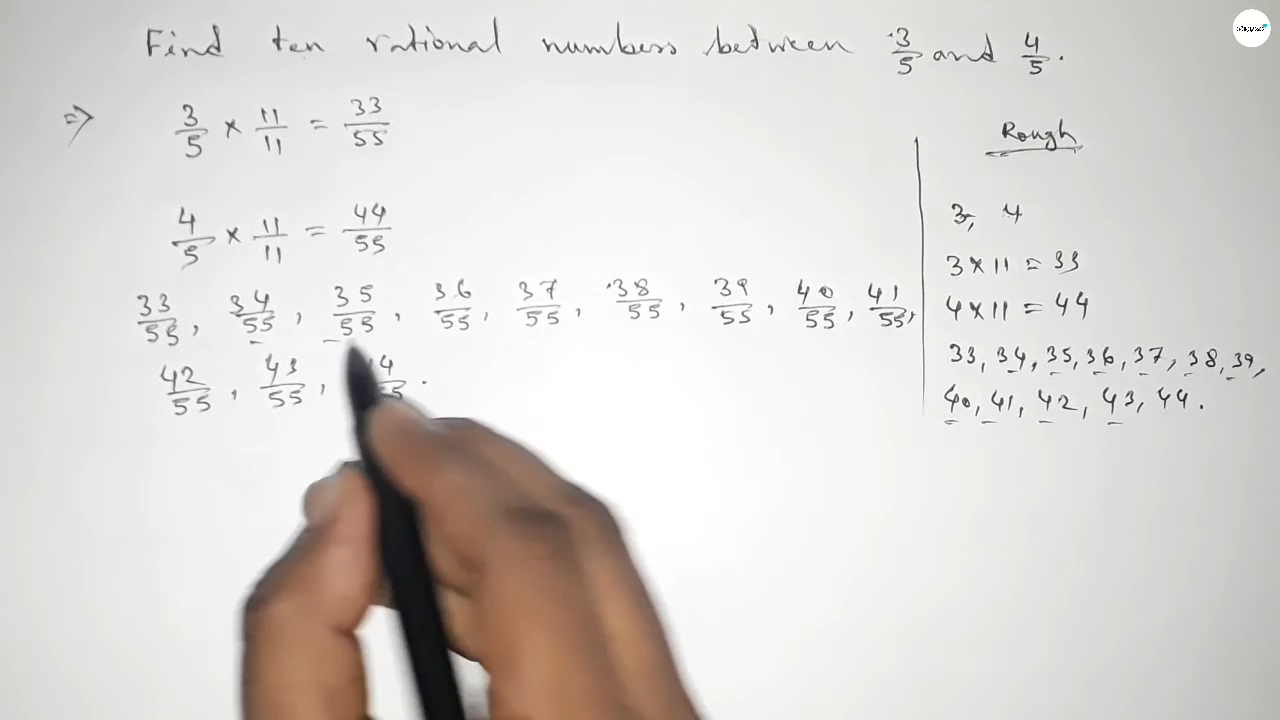 Find ten rational numbers between 3/5 and 4/5.
⇒ 3/5 × 11/11 = 33/55
4/5 × 11/11 = 44/55
33/55, 34/55, 35/55, 36/55, 37/55, 38/55, 39/55, 40/55, 41/55,
42/55, 43/55, 44/55.
Rough
3, 4
3×11 = 33
4×11 = 44
33, 34, 35, 36, 37, 38, 39,
40, 41, 42, 43, 44.